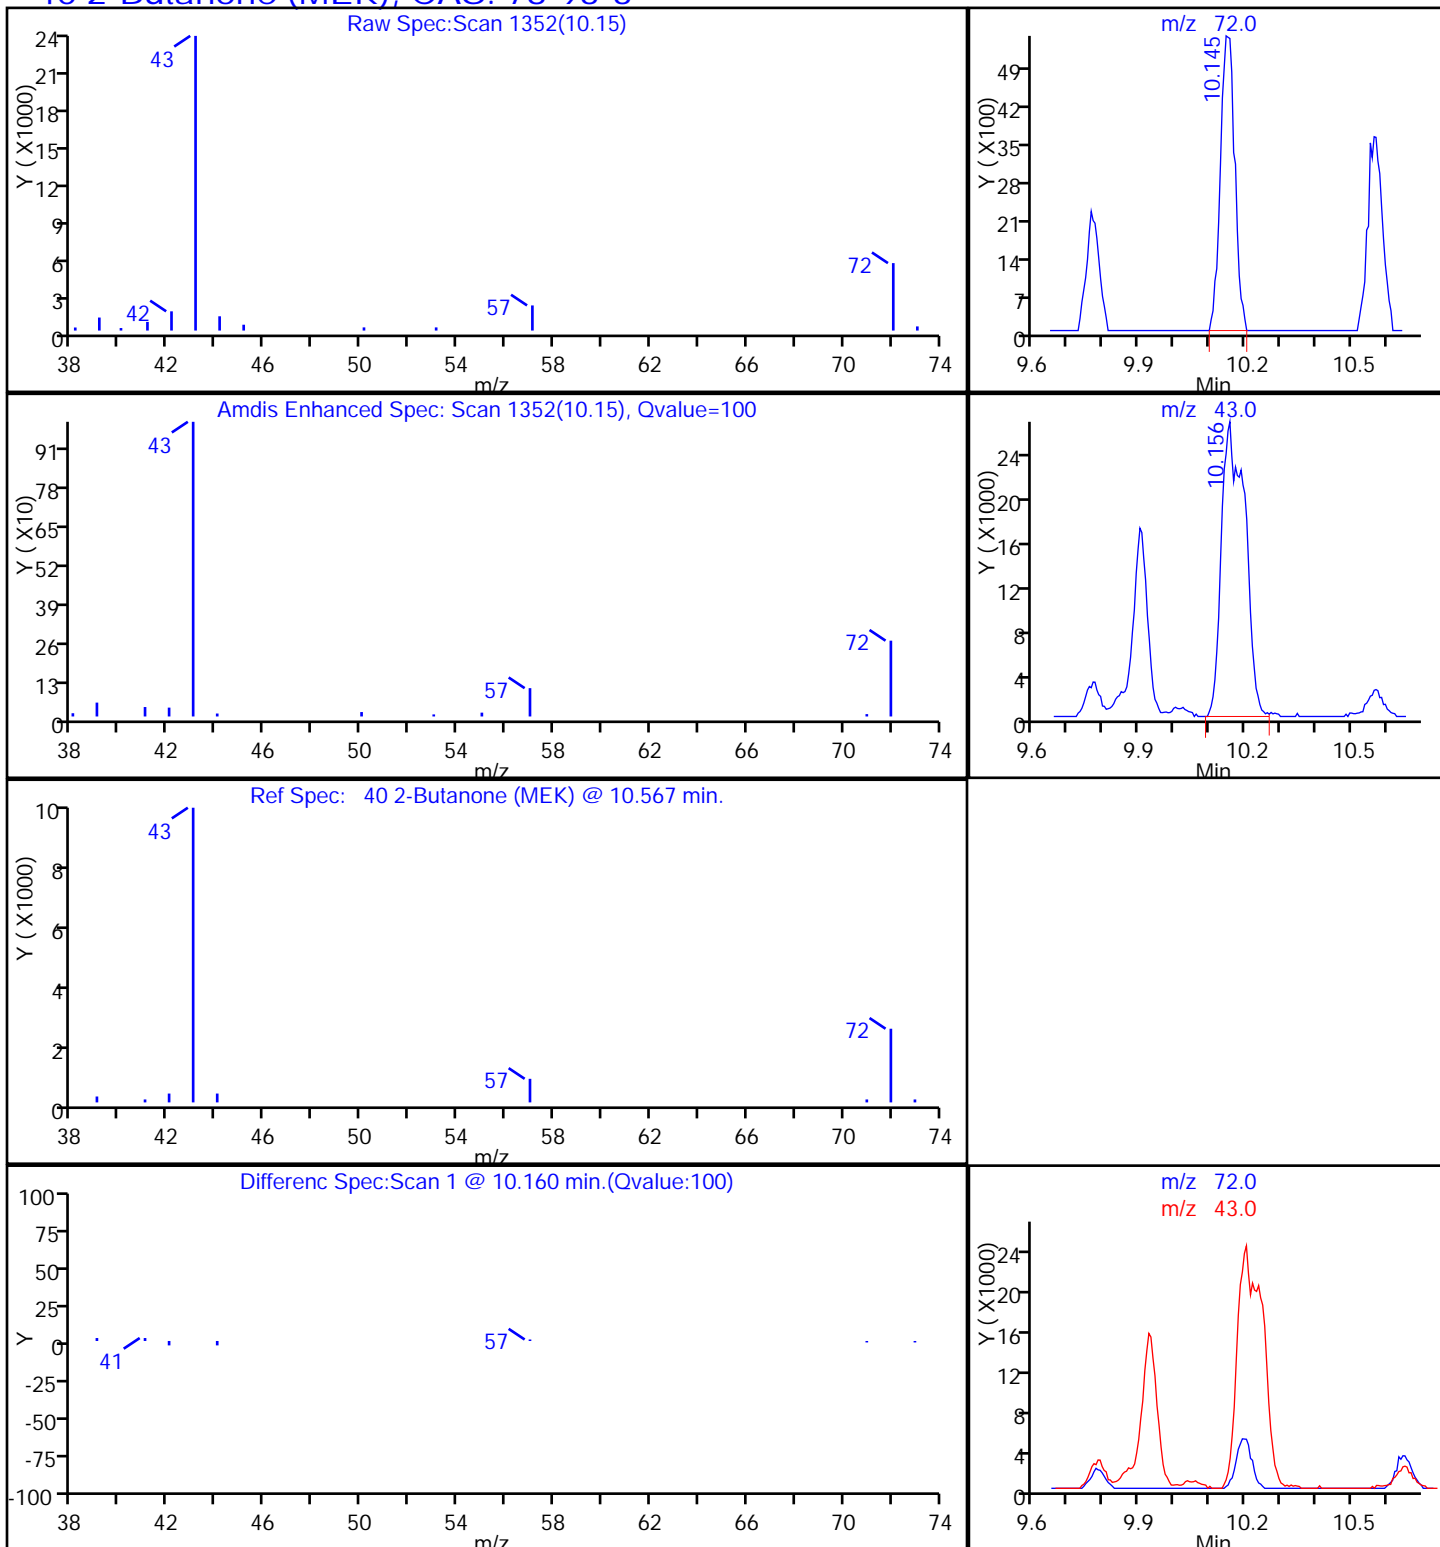 40 2-Butanone (MEK), CAS: 78-93-3
Raw Spec:Scan 1352(10.15)
24
21
18
15
12
9
6
3
0
Y ( X1000)
43
42
57
72
38 42 46 50 54 58 62 66 70 74
m/z
m/z 72.0
49
42
35
28
21
14
7
0
Y ( X100)
10.145
9.6 9.9 10.2 10.5
Min
Amdis Enhanced Spec: Scan 1352(10.15), Qvalue=100
91
78
65
52
39
26
13
0
Y ( X10)
43
57
72
38 42 46 50 54 58 62 66 70 74
m/z
m/z 43.0
24
20
16
12
8
4
0
Y ( X1000)
10.156
9.6 9.9 10.2 10.5
Min
Ref Spec: 40 2-Butanone (MEK) @ 10.567 min.
10
8
6
4
2
0
Y ( X1000)
43
57
72
38 42 46 50 54 58 62 66 70 74
m/z
Differenc Spec:Scan 1 @ 10.160 min.(Qvalue:100)
100
75
50
25
0
-25
-50
-75
-100
Y
41
57
38 42 46 50 54 58 62 66 70 74
m/z
m/z 72.0
m/z 43.0
24
20
16
12
8
4
0
Y ( X1000)
9.6 9.9 10.2 10.5
Min